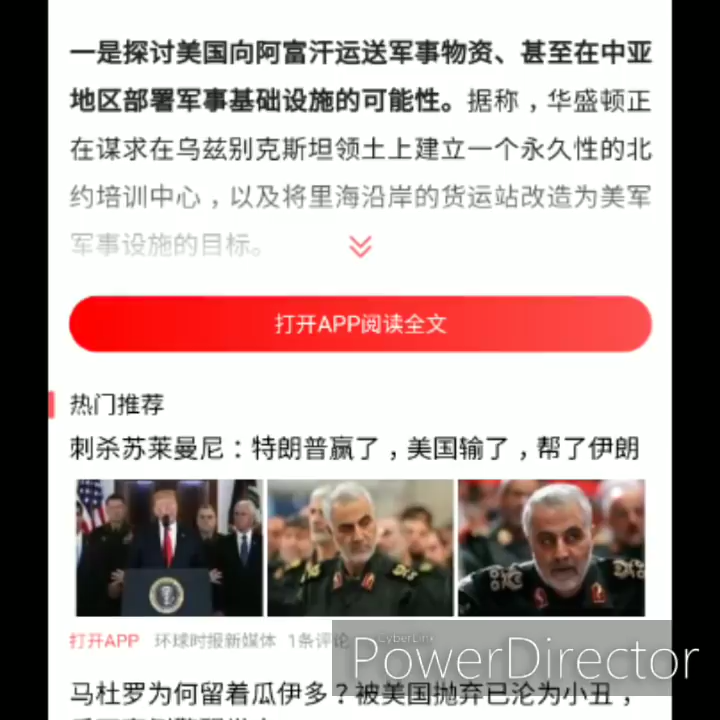 一是探讨美国向阿富汗运送军事物资、甚至在中亚
地区部署军事基础设施的可能性。据称，华盛顿正
在谋求在乌兹别克斯坦领土上建立一个永久性的北
约培训中心，以及将里海沿岸的货运站改造为美军
军事设施的目标。
打开APP阅读全文
热门推荐
刺杀苏莱曼尼：特朗普赢了，美国输了，帮了伊朗
打开APP 环球时报新媒体 1条评论
CyberLink
PowerDirector
马杜罗为何留着瓜伊多？被美国抛弃已沦为小丑，